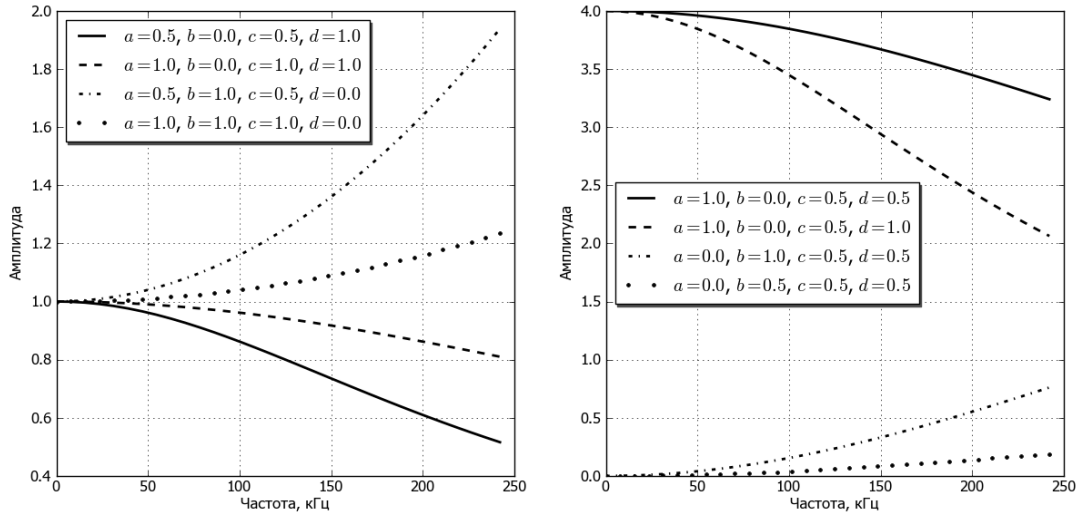 2.0
1.8
1.6
1.4
1.2
1.0
0.8
0.6
0.4
Амплитуда
a=0.5, b=0.0, c=0.5, d=1.0
a=1.0, b=0.0, c=1.0, d=1.0
a=0.5, b=1.0, c=0.5, d=0.0
a=1.0, b=1.0, c=1.0, d=0.0
0 50 100 150 200 250
Частота, кГц
4.0
3.5
3.0
2.5
2.0
1.5
1.0
0.5
0.0
Амплитуда
a=1.0, b=0.0, c=0.5, d=0.5
a=1.0, b=0.0, c=0.5, d=1.0
a=0.0, b=1.0, c=0.5, d=0.5
a=0.0, b=0.5, c=0.5, d=0.5
0 50 100 150 200 250
Частота, кГц